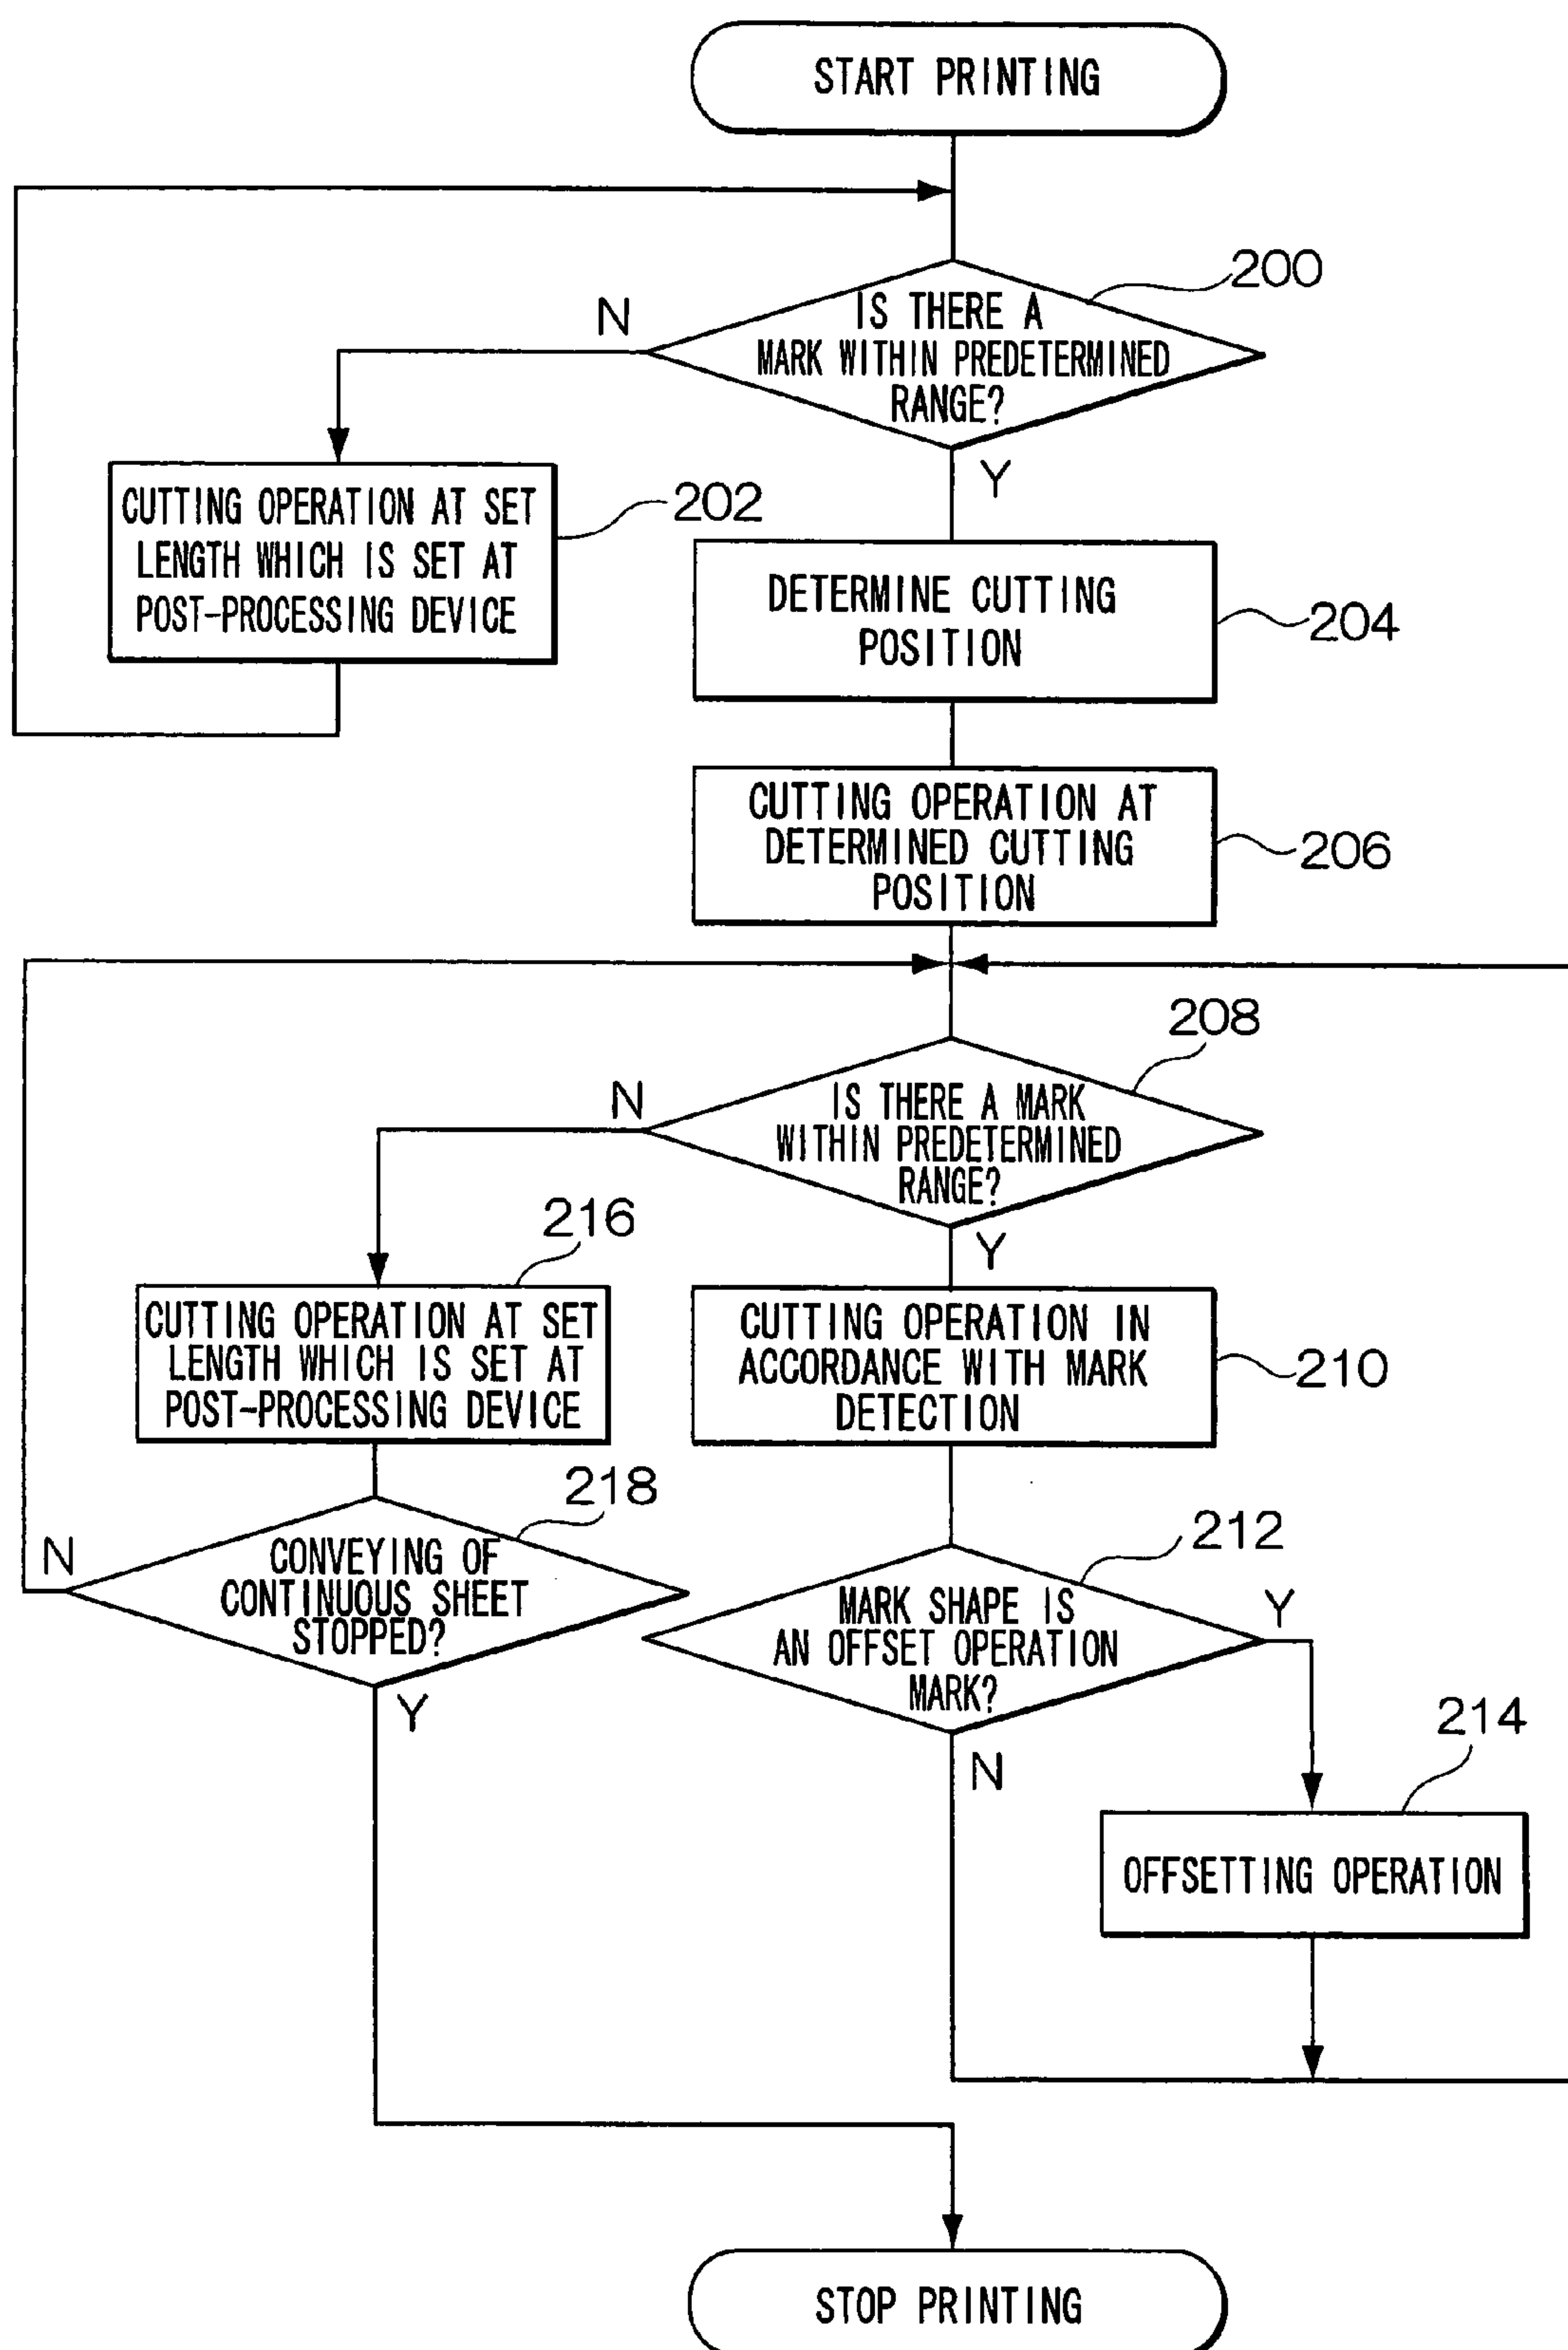 START PRINTING
200
N
IS THERE A
MARK WITHIN PREDETERMINED
RANGE?
Y
CUTTING OPERATION AT SET
LENGTH WHICH IS SET AT
POST-PROCESSING DEVICE
202
DETERMINE CUTTING
POSITION
204
CUTTING OPERATION AT
DETERMINED CUTTING
POSITION
206
208
N
IS THERE A MARK
WITHIN PREDETERMINED
RANGE?
Y
216
CUTTING OPERATION AT SET
LENGTH WHICH IS SET AT
POST-PROCESSING DEVICE
CUTTING OPERATION IN
ACCORDANCE WITH MARK
DETECTION
210
218
N
CONVEYING OF
CONTINUOUS SHEET
STOPPED?
Y
212
MARK SHAPE IS
AN OFFSET OPERATION
MARK?
Y
N
214
OFFSETTING OPERATION
STOP PRINTING